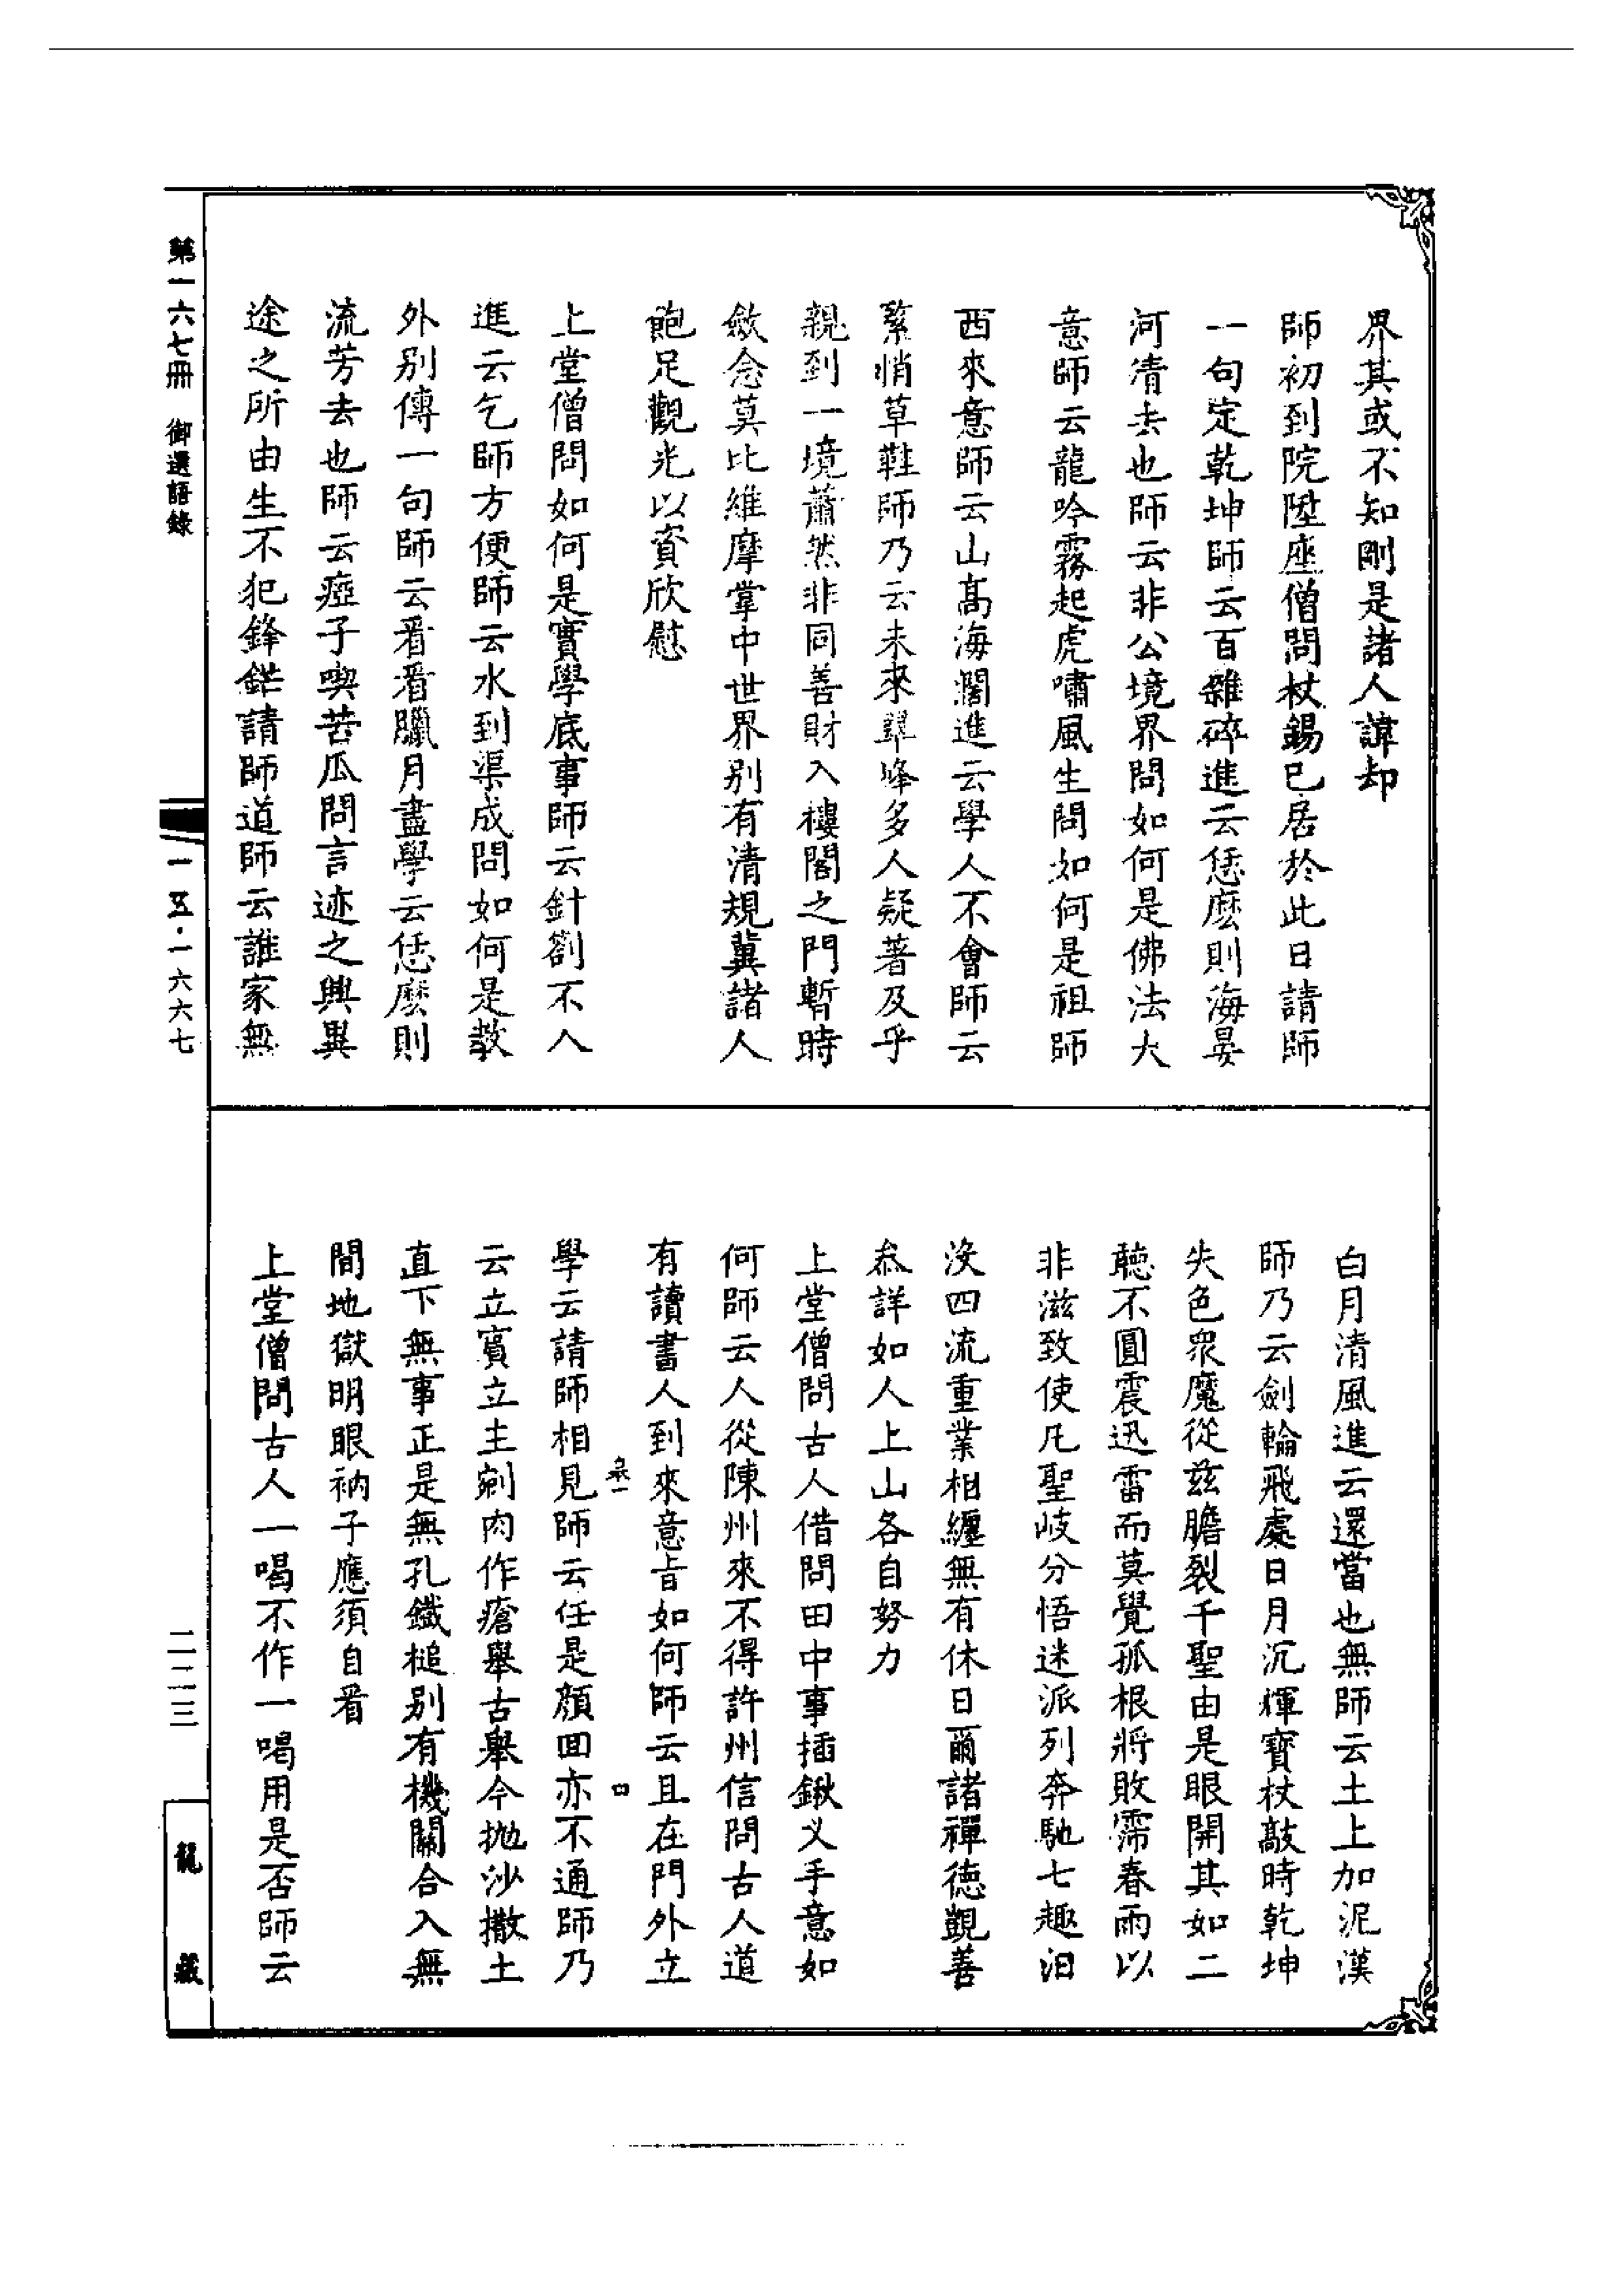 界其或不知剛是諸人諱却
師初到院陞座僧問杖錫已居於此日請師
一句定乾坤師云百雜碎進云恁麽則海晏
河清去也師云非公境界問如何是佛法大
意師云龍吟霧起虎嘯風生問如何是祖師
西來意師云山高海濶進云學人不會師云
緊悄草鞋師乃云未來翠峰多人疑著及乎
親到一境蕭然非同善財入樓閣之門暫時
斂念莫比維摩掌中世界别有清規冀諸人
飽足觀光以資欣慰
上堂僧問如何是實學底事師云針劄不入
進云乞師方便師云水到渠成問如何是教
外别傳一句師云看看臘月盡學云恁麽則
流芳去也師云瘂子喫苦瓜問言迹之興異
途之所由生不犯鋒鋩請師道師云誰家無
白月清風進云還當也無師云土上加泥漢
師乃云劍輪飛處日月沉輝寶杖敲時乾坤
失色衆魔從兹膽裂千聖由是眼開其如二
聽不圓震迅雷而莫覺孤根將敗霈春雨以
非滋致使凡聖岐分悟迷派列奔馳七趣汨
没四流重業相纏無有休日爾諸禪德觀善
叅詳如人上山各自努力
上堂僧問古人借問田中事插鍬义手意如
何師云人從陳州來不得許州信問古人道
有讀書人到來意旨如何師云且在門外立
學云請師相見師云任是顔回亦不通師乃
云立賓立主剜肉作瘡舉古舉今抛沙撒土
直下無事正是無孔鐵槌别有機關合入無
間地獄明眼衲子應須自看
上堂僧問古人一喝不作一喝用是否師云
第一六七冊　御選語錄
一五·一六六七
二二三
龍藏